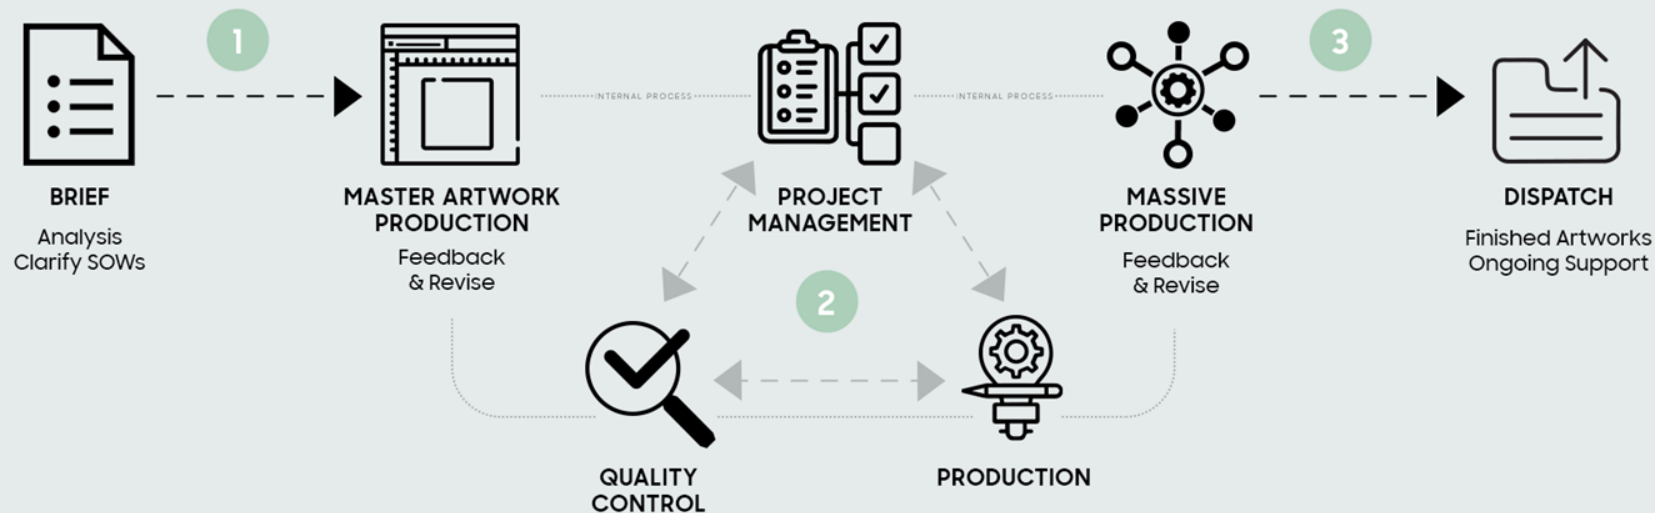 1
3
INTERNAL PROCESS
INTERNAL PROCESS
BRIEF
Analysis
Clarify SOWs
MASTER ARTWORK
PRODUCTION
Feedback
& Revise
PROJECT
MANAGEMENT
MASSIVE
PRODUCTION
Feedback
& Revise
DISPATCH
Finished Artworks
Ongoing Support
2
QUALITY
CONTROL
PRODUCTION